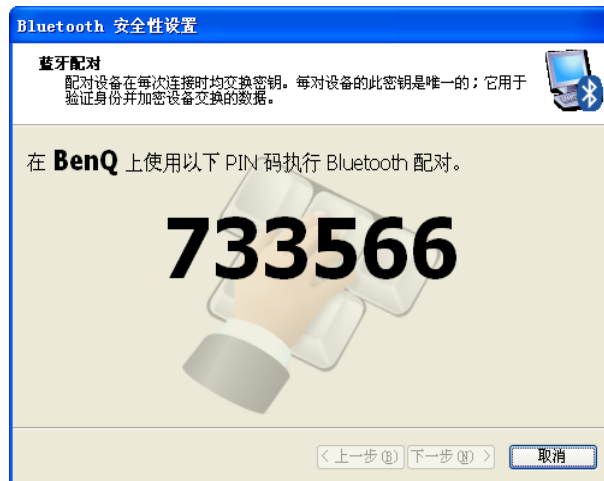 Bluetooth 安全性设置
蓝牙配对
配对设备在每次连接时均交换密钥。每对设备的此密钥是唯一的；它用于
验证身份并加密设备交换的数据。
在 BenQ 上使用以下 PIN 码执行 Bluetooth 配对。
733566
< 上一步(B) 下一步(N) > 取消